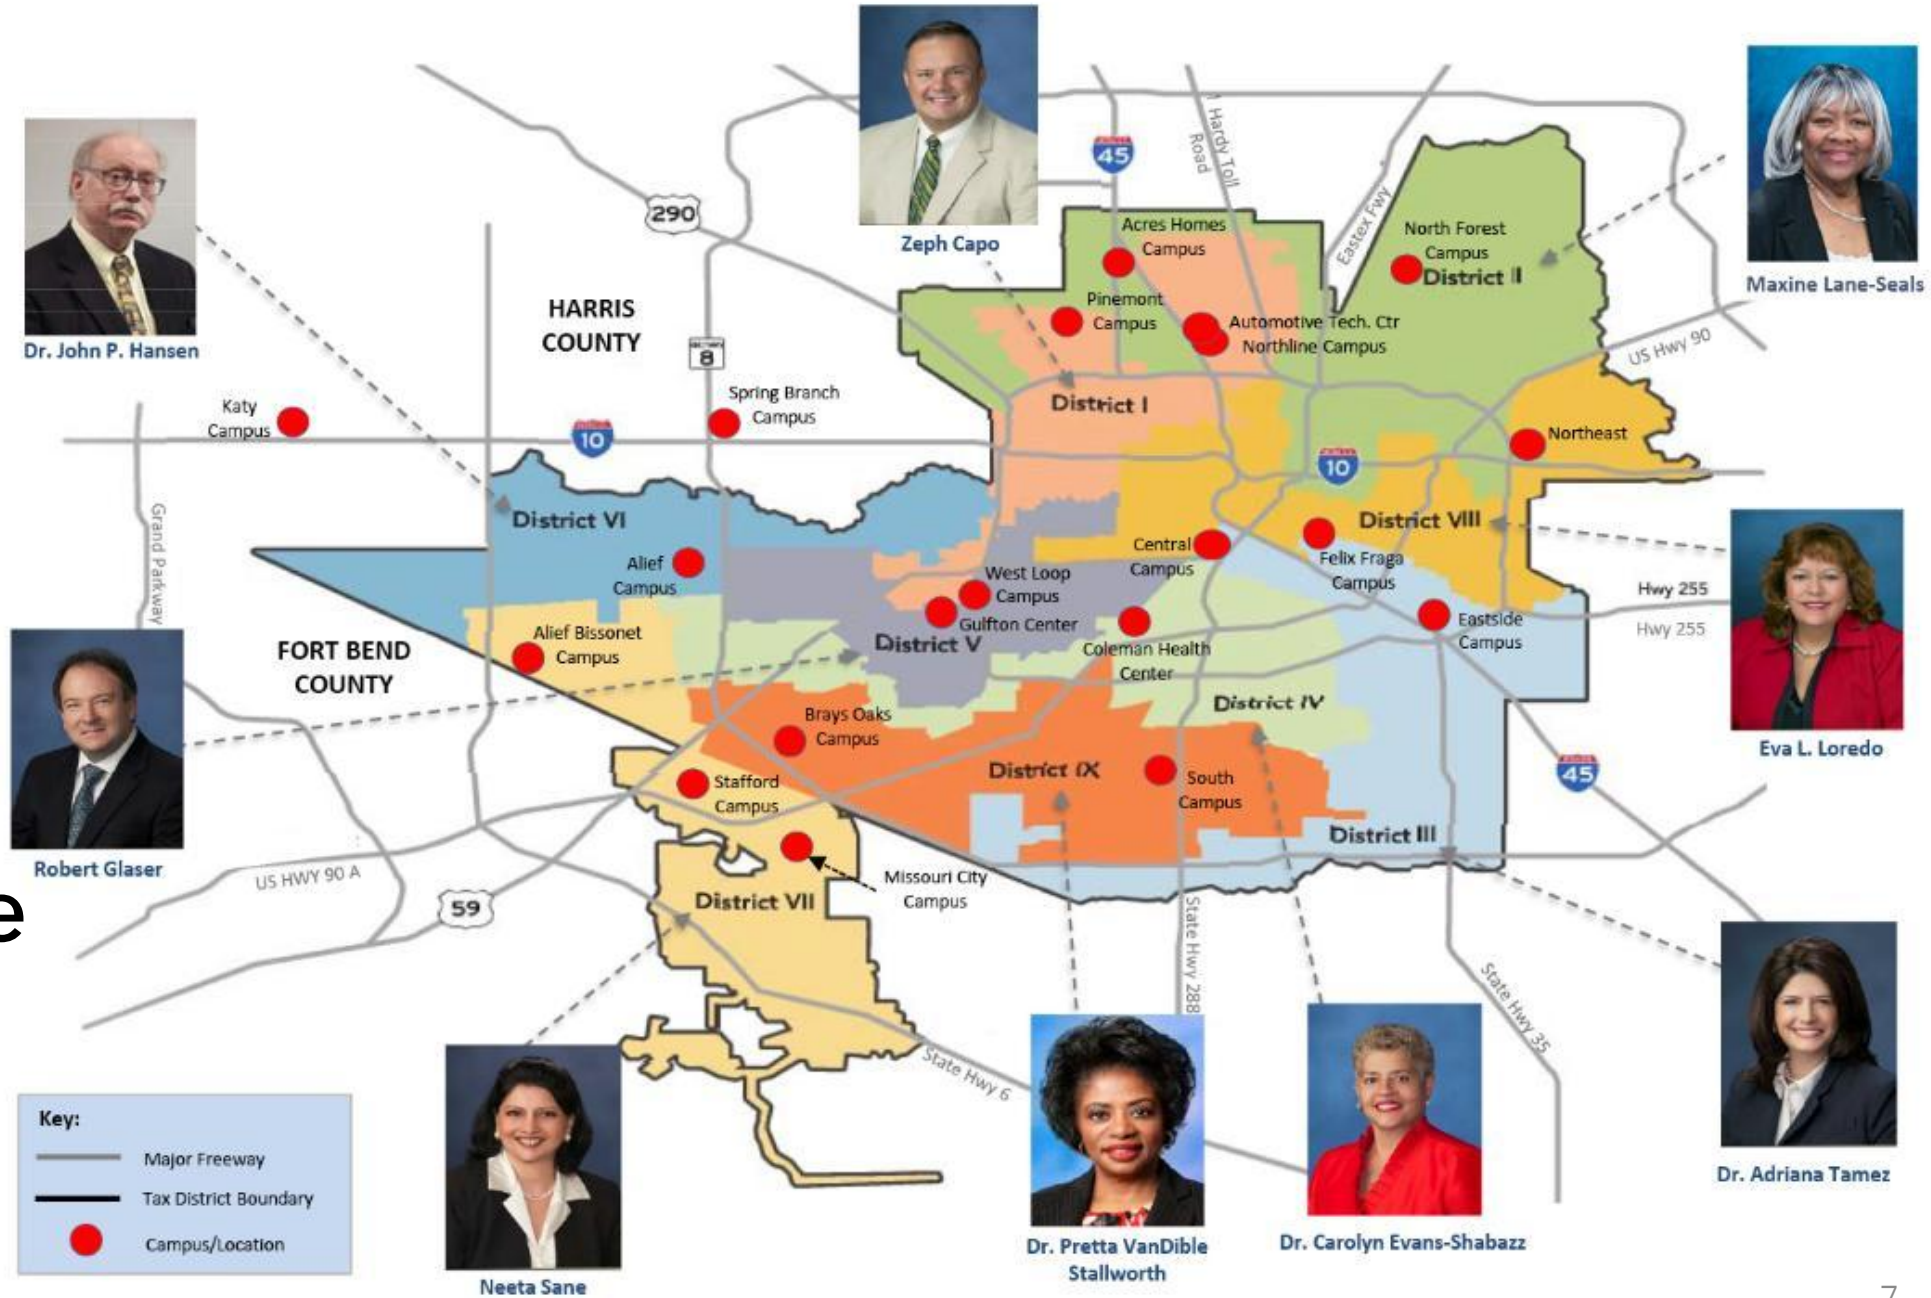 Zeph Capo
Maxine Lane-Seals
Dr. John P. Hansen
45
Hardy Toll
Road
Eastex Fwy
290
Acres Homes
Campus
North Forest
Campus
District II
HARRIS
COUNTY
Pinemont
Campus
Automotive Tech. Ctr
Northline Campus
US Hwy 90
8
Spring Branch
Campus
District I
Katy
Campus
10
Northeast
10
Grand Parkway
District VI
District VIII
Central
Campus
Felix Fraga
Campus
Alief
Campus
West Loop
Campus
Gulfton Center
Hwy 255
Hwy 255
Eastside
Campus
FORT BEND
COUNTY
Alief Bissonet
Campus
District V
Coleman Health
Center
District IV
Brays Oaks
Campus
Eva L. Loredo
District IX
South
Campus
45
Stafford
Campus
District III
Robert Glaser
US HWY 90 A
e
59
District VII
Missouri City
Campus
State Hwy 288
State Hwy 35
State Hwy 6
Key:
Major Freeway
Tax District Boundary
Campus/Location
Dr. Adriana Tamez
Dr. Pretta VanDible
Stallworth
Dr. Carolyn Evans-Shabazz
Neeta Sane
7